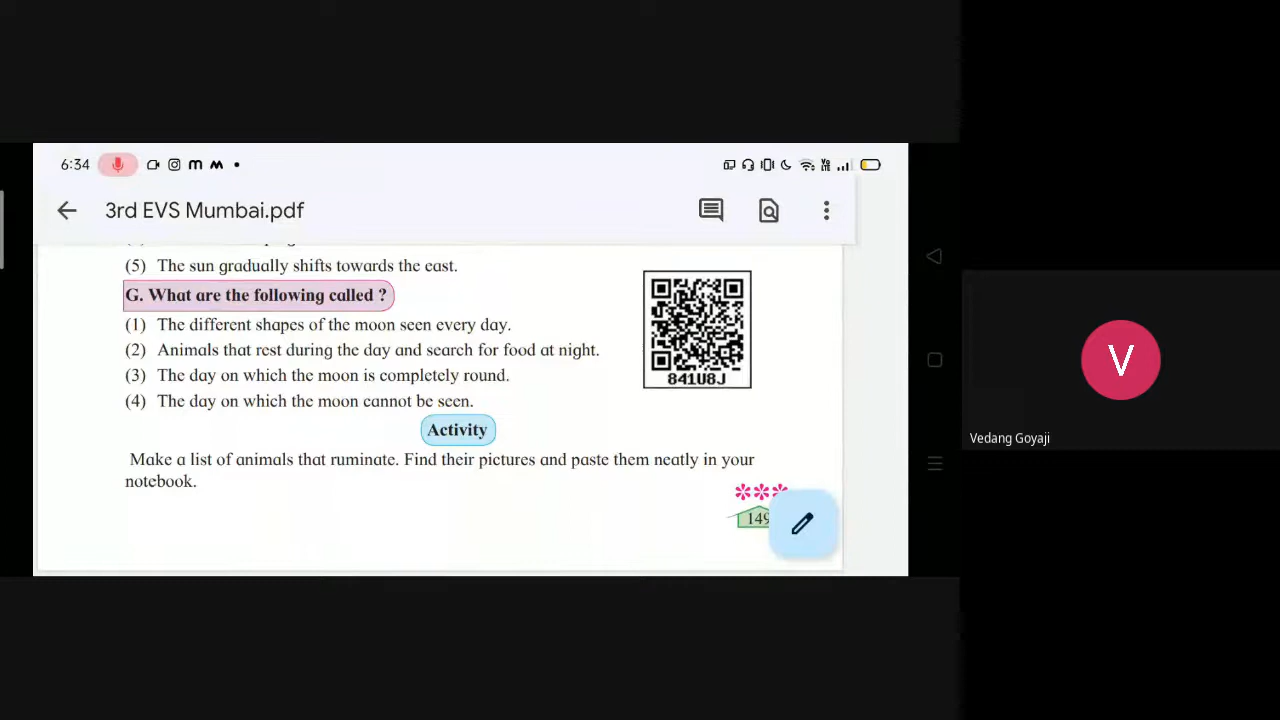 6:34
3rd EVS Mumbai.pdf
(5) The sun gradually shifts towards the east.
G. What are the following called ?
(1) The different shapes of the moon seen every day.
(2) Animals that rest during the day and search for food at night.
(3) The day on which the moon is completely round.
(4) The day on which the moon cannot be seen.
841U8J
Activity
Make a list of animals that ruminate. Find their pictures and paste them neatly in your
notebook.
***
149
V
Vedang Goyaji